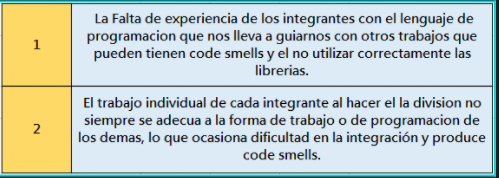 1
La Falta de experiencia de los integrantes con el lenguaje de
programacion que nos lleva a guiarnos con otros trabajos que
pueden tienen code smells y el no utilizar correctamente las
librerias.
2
El trabajo individual de cada integrante al hacer el la division no
siempre se adecua a la forma de trabajo o de programacion de
los demas, lo que ocasiona dificultad en la integración y produce
code smells.